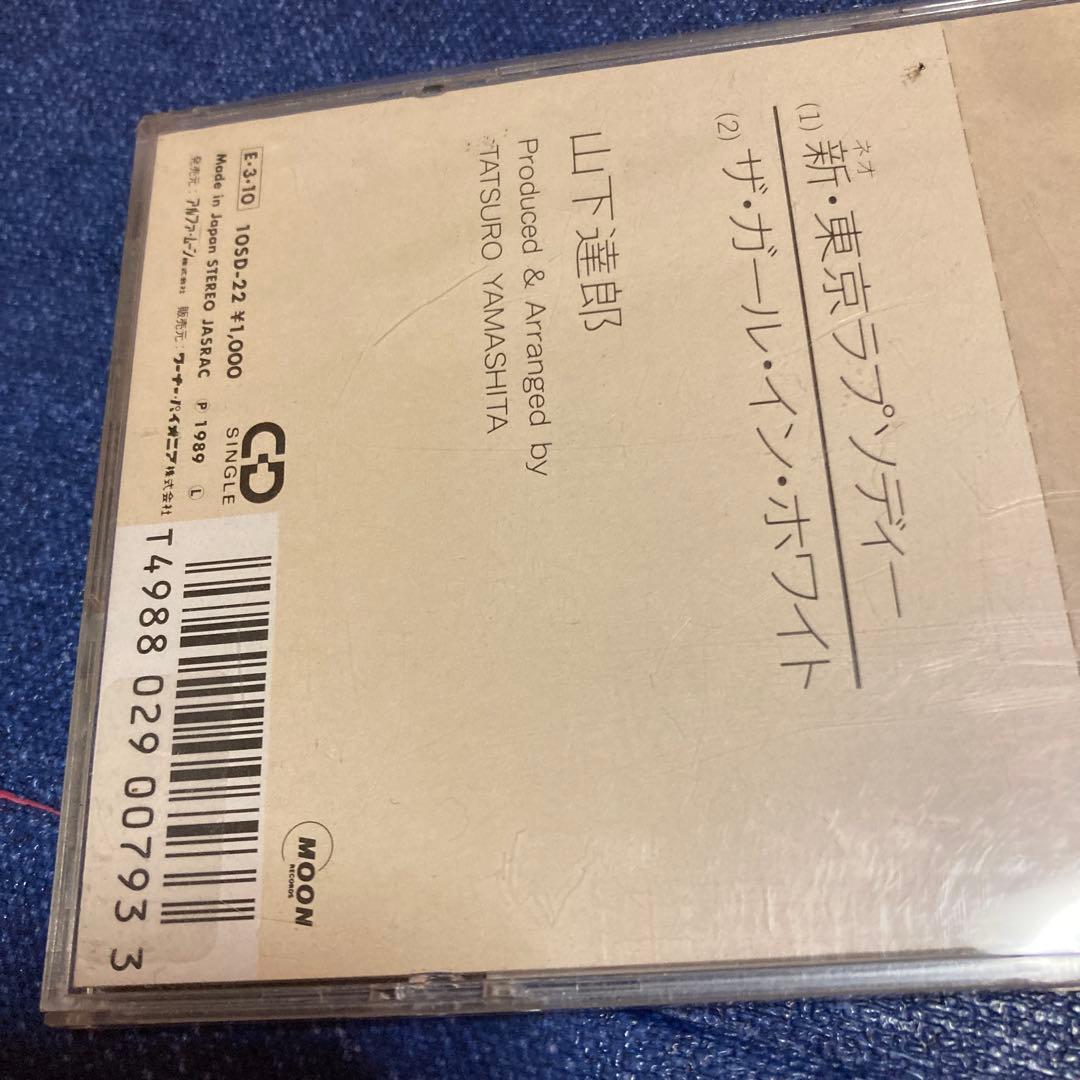 ネオ
(1) 新・東京ラプソディー
(2) ザ・ガール・イン・ホワイト
山下達郎
Produced & Arranged by
TATSURO YAMASHITA
CD
SINGLE
E・3・10 10SD-22 ¥1,000
Made in Japan STEREO JASRAC Ⓟ 1989 Ⓛ
発売元：アルファ・ムーン株式会社 販売元：ワーナー・パイオニア株式会社
T4988 029 00793 3
MOON
RECORDS